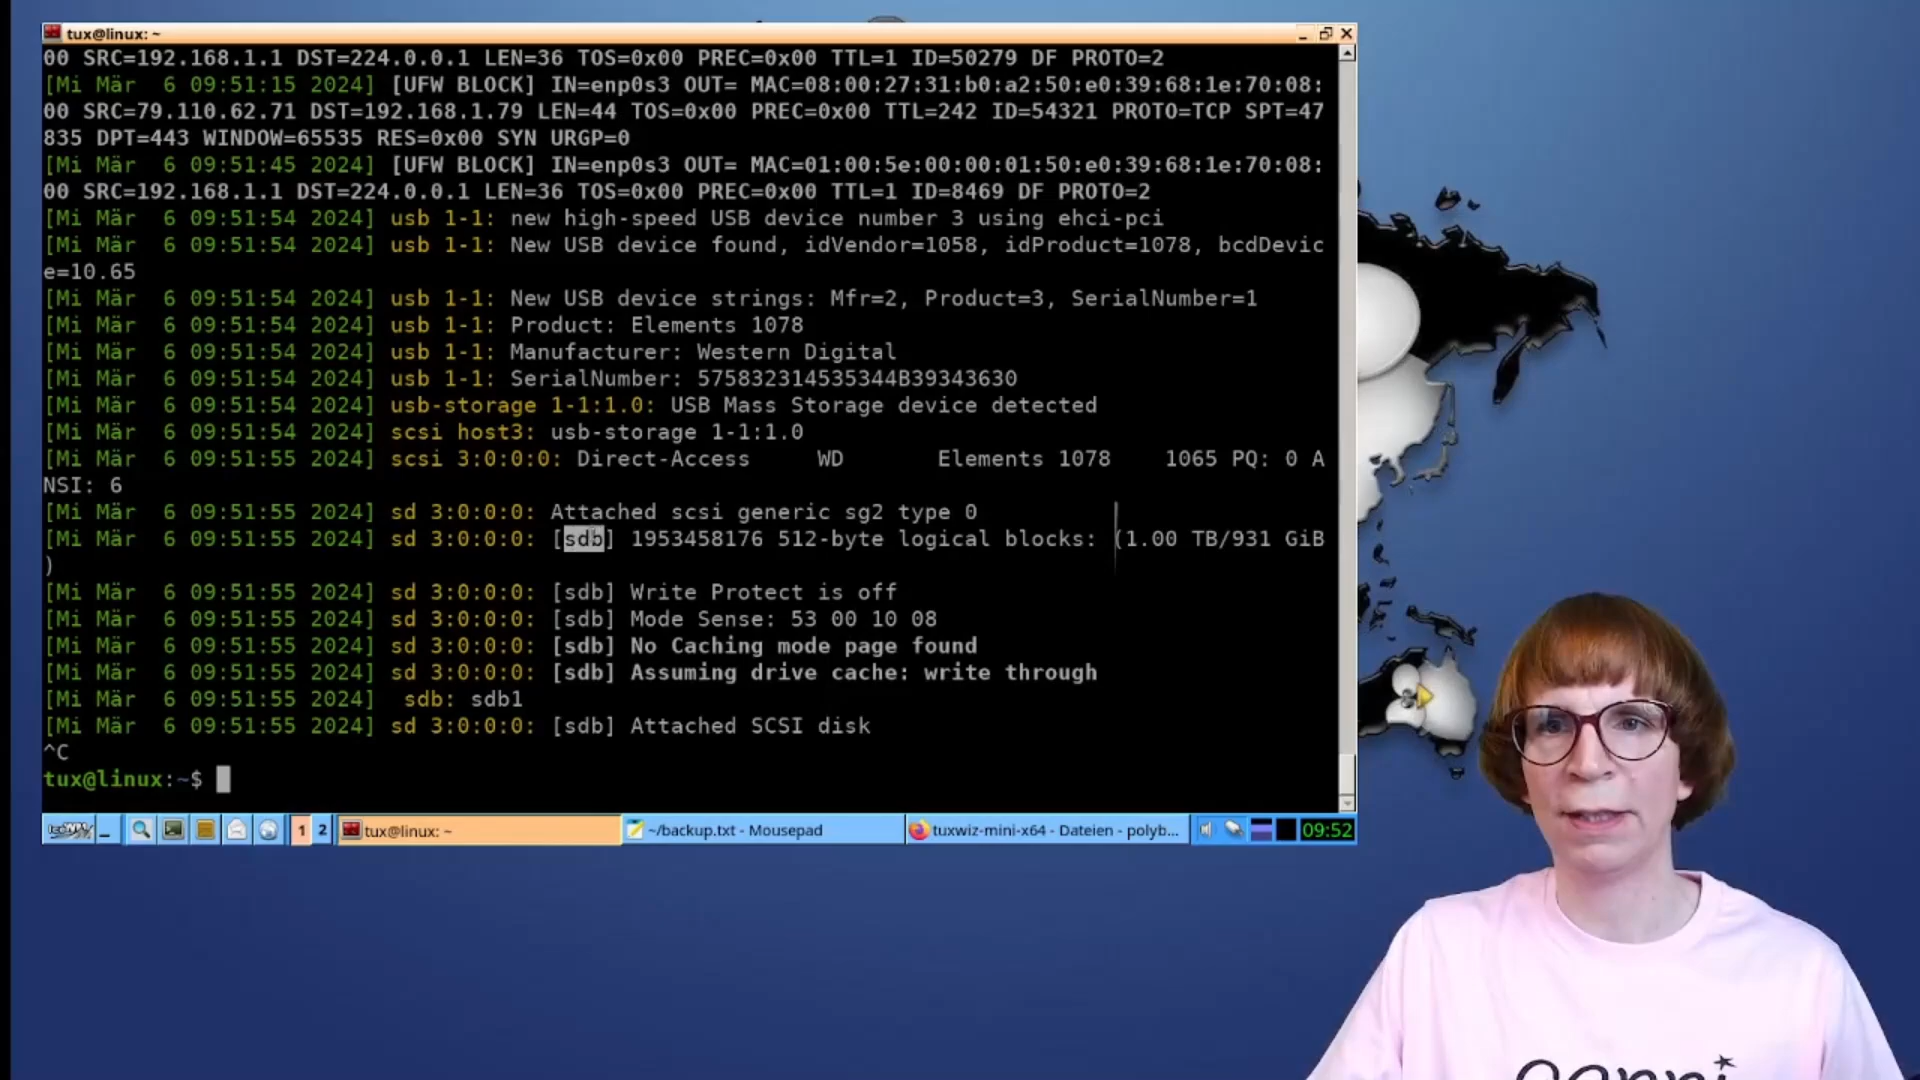 tux@linux: ~
00 SRC=192.168.1.1 DST=224.0.0.1 LEN=36 TOS=0x00 PREC=0x00 TTL=1 ID=50279 DF PROTO=2
[Mi Mär  6 09:51:15 2024] [UFW BLOCK] IN=enp0s3 OUT= MAC=08:00:27:31:b0:a2:50:e0:39:68:1e:70:08:
00 SRC=79.110.62.71 DST=192.168.1.79 LEN=44 TOS=0x00 PREC=0x00 TTL=242 ID=54321 PROTO=TCP SPT=47
835 DPT=443 WINDOW=65535 RES=0x00 SYN URGP=0
[Mi Mär  6 09:51:45 2024] [UFW BLOCK] IN=enp0s3 OUT= MAC=01:00:5e:00:00:01:50:e0:39:68:1e:70:08:
00 SRC=192.168.1.1 DST=224.0.0.1 LEN=36 TOS=0x00 PREC=0x00 TTL=1 ID=8469 DF PROTO=2
[Mi Mär  6 09:51:54 2024] usb 1-1: new high-speed USB device number 3 using ehci-pci
[Mi Mär  6 09:51:54 2024] usb 1-1: New USB device found, idVendor=1058, idProduct=1078, bcdDevic
e=10.65
[Mi Mär  6 09:51:54 2024] usb 1-1: New USB device strings: Mfr=2, Product=3, SerialNumber=1
[Mi Mär  6 09:51:54 2024] usb 1-1: Product: Elements 1078
[Mi Mär  6 09:51:54 2024] usb 1-1: Manufacturer: Western Digital
[Mi Mär  6 09:51:54 2024] usb 1-1: SerialNumber: 575832314535344B39343630
[Mi Mär  6 09:51:54 2024] usb-storage 1-1:1.0: USB Mass Storage device detected
[Mi Mär  6 09:51:54 2024] scsi host3: usb-storage 1-1:1.0
[Mi Mär  6 09:51:55 2024] scsi 3:0:0:0: Direct-Access     WD       Elements 1078    1065 PQ: 0 A
NSI: 6
[Mi Mär  6 09:51:55 2024] sd 3:0:0:0: Attached scsi generic sg2 type 0
[Mi Mär  6 09:51:55 2024] sd 3:0:0:0: [sdb] 1953458176 512-byte logical blocks: (1.00 TB/931 GiB
)
[Mi Mär  6 09:51:55 2024] sd 3:0:0:0: [sdb] Write Protect is off
[Mi Mär  6 09:51:55 2024] sd 3:0:0:0: [sdb] Mode Sense: 53 00 10 08
[Mi Mär  6 09:51:55 2024] sd 3:0:0:0: [sdb] No Caching mode page found
[Mi Mär  6 09:51:55 2024] sd 3:0:0:0: [sdb] Assuming drive cache: write through
[Mi Mär  6 09:51:55 2024]  sdb: sdb1
[Mi Mär  6 09:51:55 2024] sd 3:0:0:0: [sdb] Attached SCSI disk
^C
tux@linux:~$
IceWM 1 2 tux@linux: ~ ~/backup.txt - Mousepad tuxwiz-mini-x64 - Dateien - polyb... 09:52